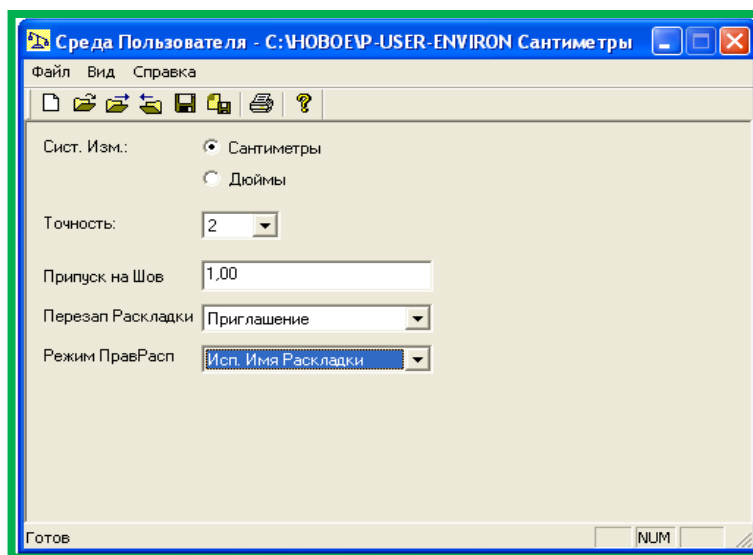 Среда Пользователя - C:\НОВОЕ\P-USER-ENVIRON Сантиметры
Файл Вид Справка
Сист. Изм.: Сантиметры
Дюймы
Точность: 2
Припуск на Шов 1,00
Перезап Раскладки Приглашение
Режим ПравРасп Исп. Имя Раскладки
Готов NUM